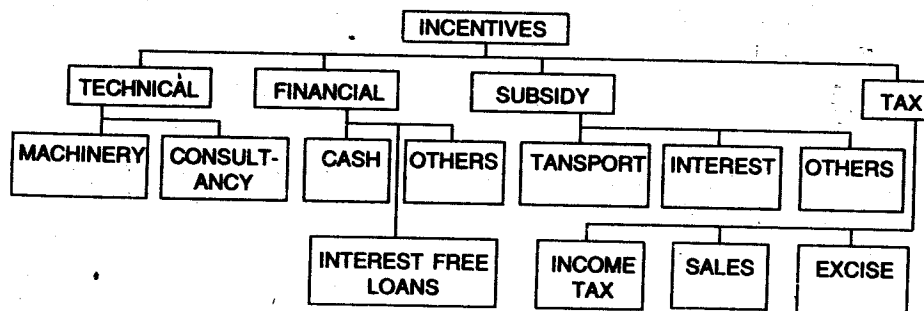 INCENTIVES
TECHNICAL
FINANCIAL
SUBSIDY
TAX
MACHINERY
CONSULT-
ANCY
CASH
OTHERS
TANSPORT
INTEREST
OTHERS
INTEREST FREE
LOANS
INCOME
TAX
SALES
EXCISE